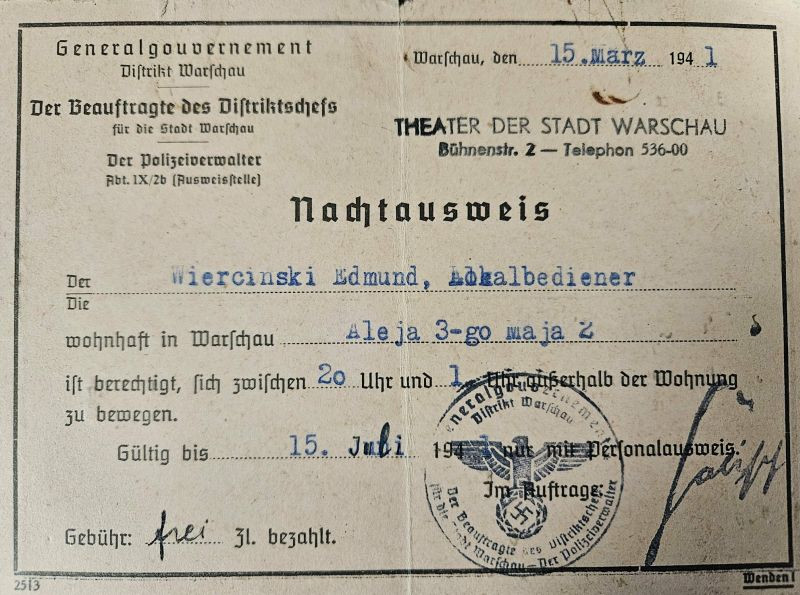 Generalgouvernement
Distrikt Warschau
Der Beauftragte des Distriktschefs
für die Stadt Warschau
Der Polizeiverwalter
Abt. IX/2b (Ausweisstelle)
Warschau, den 15. März 1941
THEATER DER STADT WARSCHAU
Bühnenstr. 2 — Telephon 536-00
Nachtausweis
Der Wiercinski Edmund, Lokalbediener
Die
wohnhaft in Warschau Aleja 3-go maja 2
ist berechtigt, sich zwischen 20 Uhr und 1 Uhr außerhalb der Wohnung
zu bewegen.
Gültig bis 15. Juli 1941 nur mit Personalausweis.
Im Auftrage:
Gebühr: frei Zl. bezahlt.
Generalgouvernement
Distrikt Warschau
Der Beauftragte des Distriktschefs
für die Stadt Warschau — Der Polizeiverwalter
25/3
Wenden!